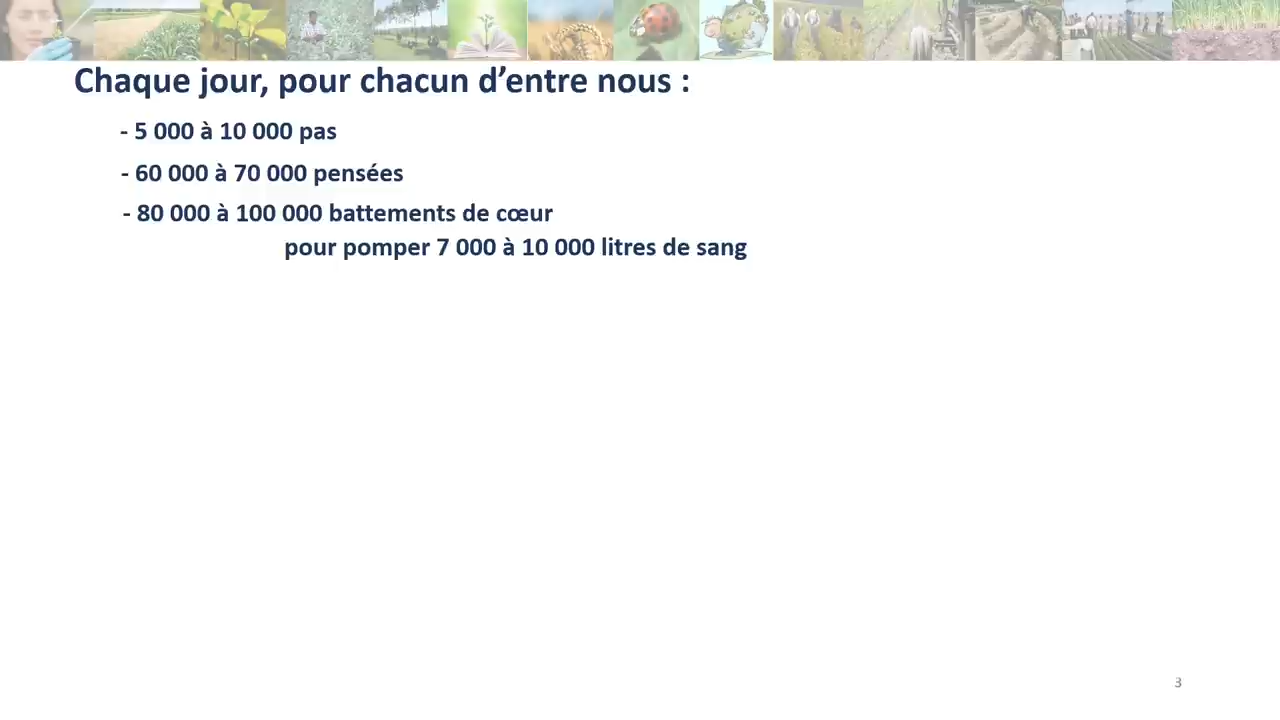 Chaque jour, pour chacun d’entre nous :
- 5 000 à 10 000 pas
- 60 000 à 70 000 pensées
- 80 000 à 100 000 battements de cœur
pour pomper 7 000 à 10 000 litres de sang
3